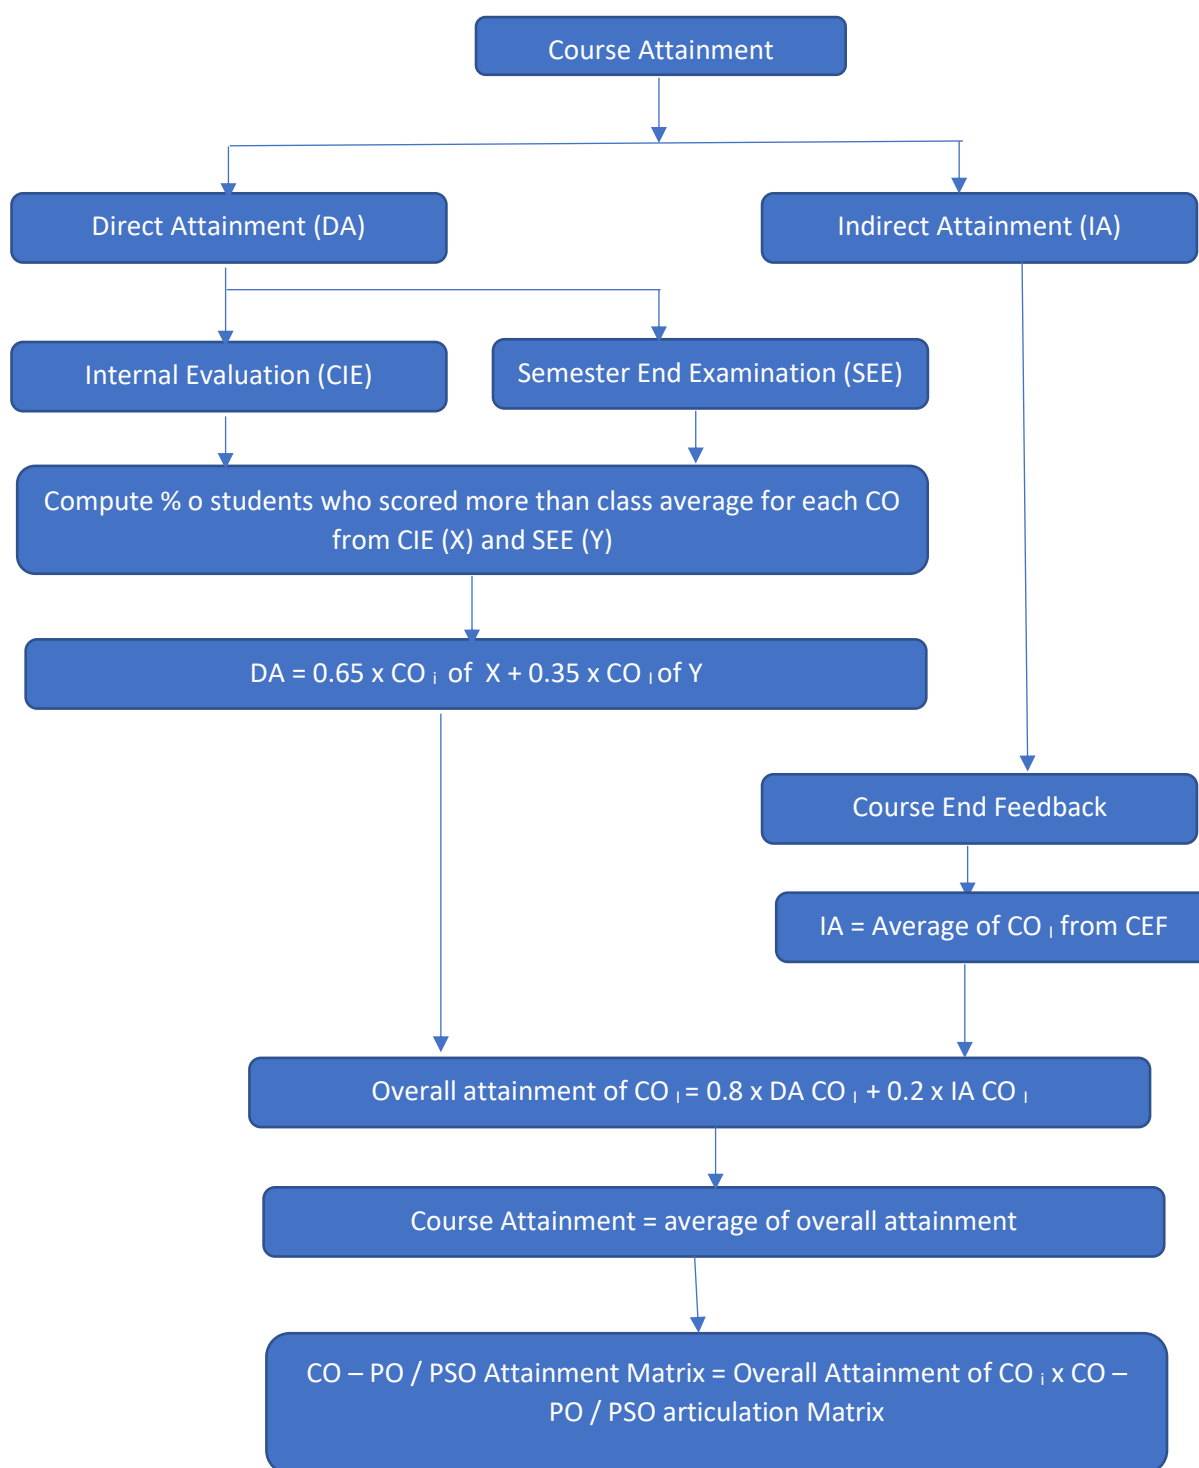 Course Attainment
Direct Attainment (DA)
Indirect Attainment (IA)
Internal Evaluation (CIE)
Semester End Examination (SEE)
Compute % o students who scored more than class average for each CO
from CIE (X) and SEE (Y)
DA = 0.65 x CO i of X + 0.35 x CO l of Y
Course End Feedback
IA = Average of CO l from CEF
Overall attainment of CO l = 0.8 x DA CO l + 0.2 x IA CO l
Course Attainment = average of overall attainment
CO – PO / PSO Attainment Matrix = Overall Attainment of CO i x CO –
PO / PSO articulation Matrix